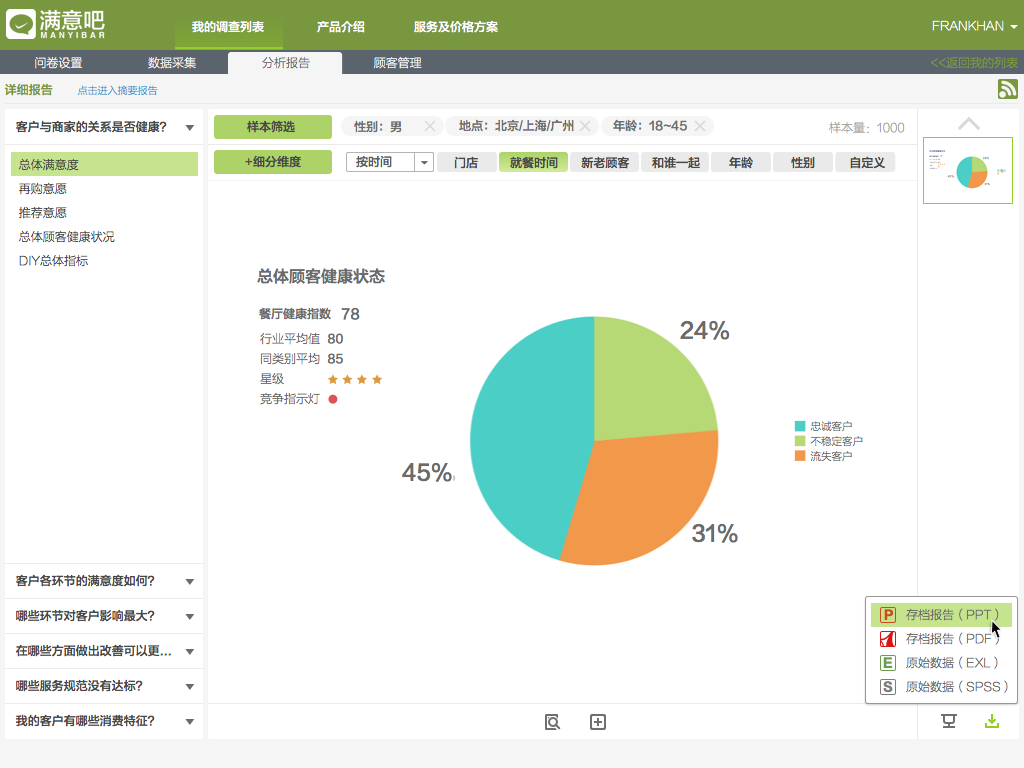 满意吧
MANYIBAR
我的调查列表
产品介绍
服务及价格方案
FRANKHAN
问卷设置
数据采集
分析报告
顾客管理
<<返回我的列表
详细报告
点击进入摘要报告
客户与商家的关系是否健康?
总体满意度
再购意愿
推荐意愿
总体顾客健康状况
DIY总体指标
样本筛选
性别：男
地点：北京/上海/广州
年龄：18~45
样本量：1000
+细分维度
按时间
门店
就餐时间
新老顾客
和谁一起
年龄
性别
自定义
总体顾客健康状态
餐厅健康指数 78
行业平均值 80
同类别平均 85
星级
竞争指示灯
24%
45%
31%
忠诚客户
不稳定客户
流失客户
客户各环节的满意度如何?
哪些环节对客户影响最大?
在哪些方面做出改善可以更...
哪些服务规范没有达标?
我的客户有哪些消费特征?
P 存档报告（PPT）
存档报告（PDF）
E 原始数据（EXL）
S 原始数据（SPSS）